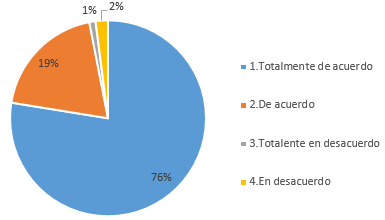 1%
2%
19%
76%
1.Totalmente de acuerdo
2.De acuerdo
3.Totalente en desacuerdo
4.En desacuerdo